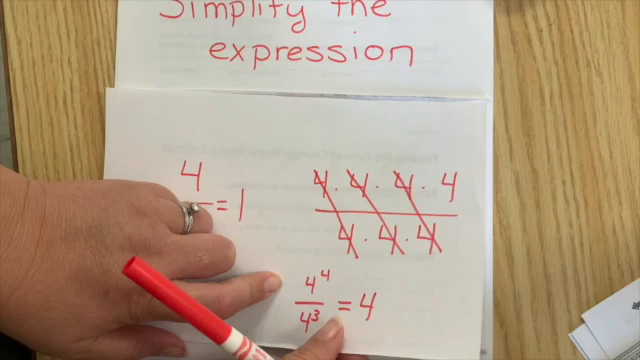 Simplify the
expression
4
= 1
4 · 4 · 4 · 4
4 · 4 · 4
4⁴
4³ = 4